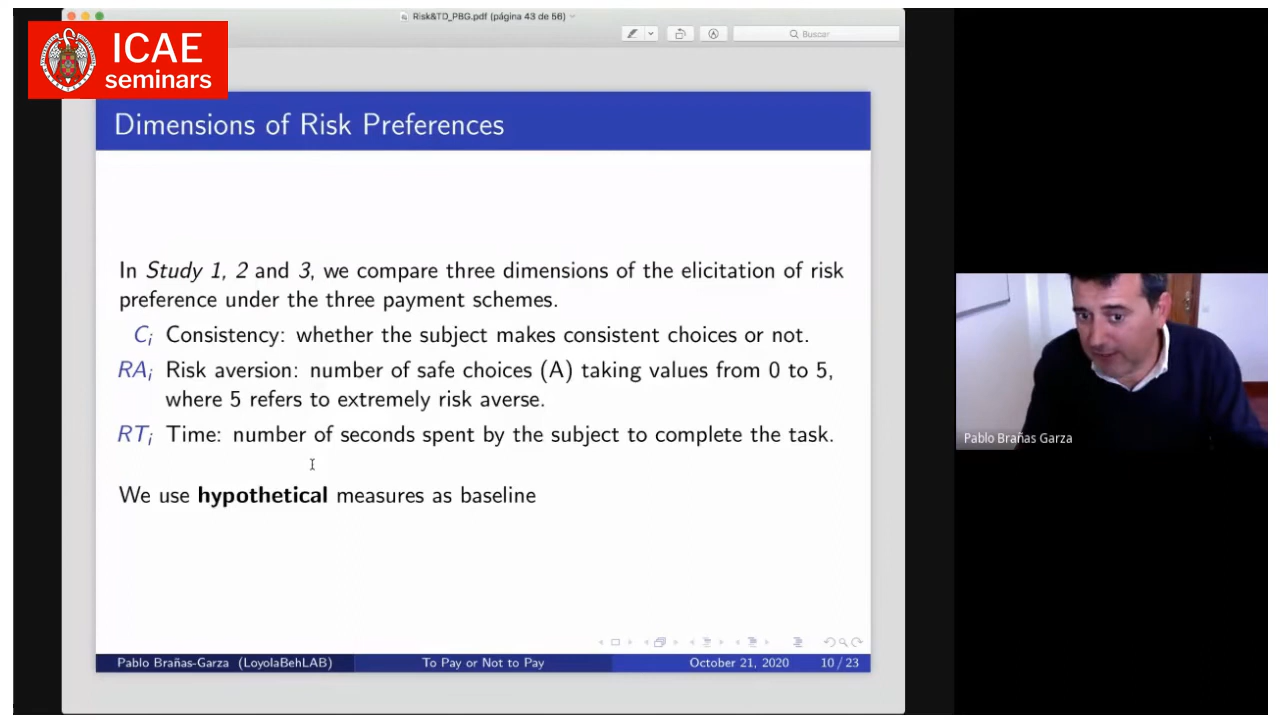 Risk&TD_PBG.pdf (página 43 de 56)
Buscar
ICAE
seminars
Dimensions of Risk Preferences
In Study 1, 2 and 3, we compare three dimensions of the elicitation of risk
preference under the three payment schemes.
Ci Consistency: whether the subject makes consistent choices or not.
RAi Risk aversion: number of safe choices (A) taking values from 0 to 5,
where 5 refers to extremely risk averse.
RTi Time: number of seconds spent by the subject to complete the task.
We use hypothetical measures as baseline
Pablo Brañas Garza
Pablo Brañas-Garza (LoyolaBehLAB) To Pay or Not to Pay October 21, 2020 10 / 23